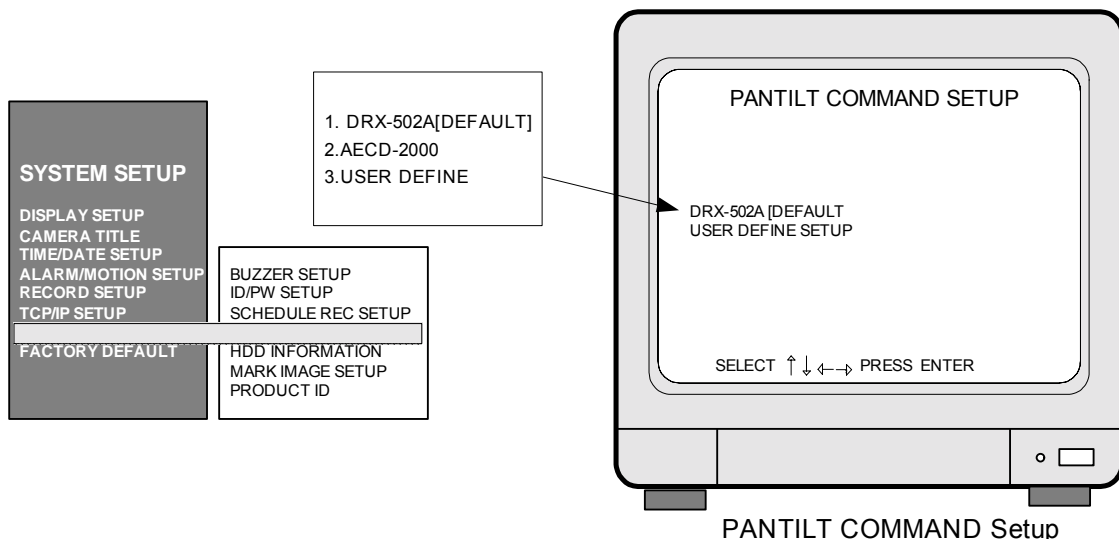 SYSTEM SETUP
DISPLAY SETUP
CAMERA TITLE
TIME/DATE SETUP
ALARM/MOTION SETUP
RECORD SETUP
TCP/IP SETUP
FACTORY DEFAULT
BUZZER SETUP
ID/PW SETUP
SCHEDULE REC SETUP
HDD INFORMATION
MARK IMAGE SETUP
PRODUCT ID
1. DRX-502A[DEFAULT]
2.AECD-2000
3.USER DEFINE
PANTILT COMMAND SETUP
DRX-502A [DEFAULT
USER DEFINE SETUP
SELECT ↑↓←→ PRESS ENTER
PANTILT COMMAND Setup